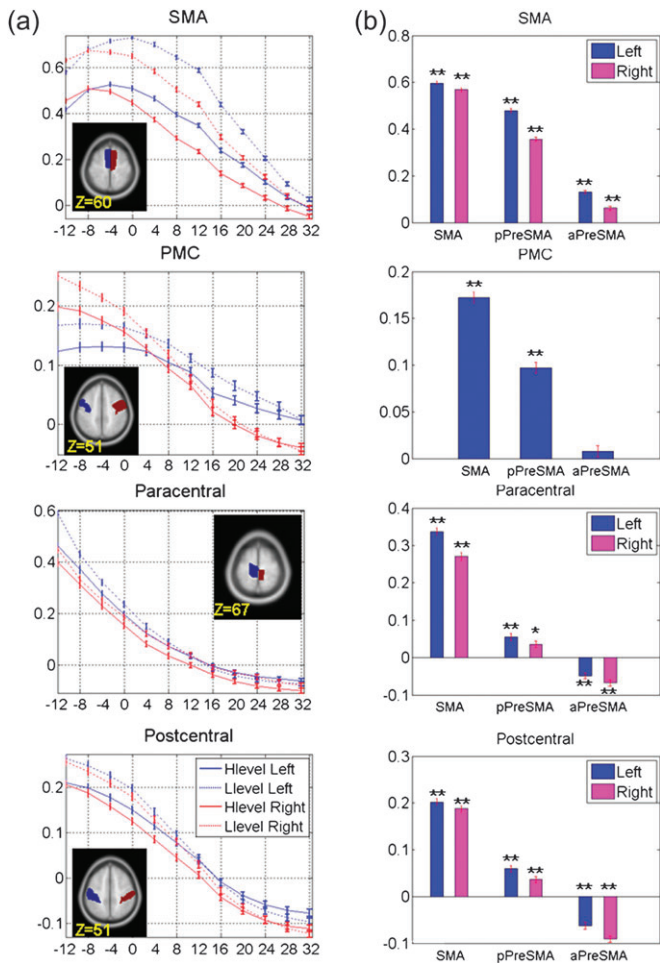 (a)
SMA
0.6
0.4
0.2
0
Z=60
-12 -8 -4 0 4 8 12 16 20 24 28 32
PMC
0.2
0.1
0
Z=51
-12 -8 -4 0 4 8 12 16 20 24 28 32
Paracentral
0.6
0.4
0.2
0
Z=67
-12 -8 -4 0 4 8 12 16 20 24 28 32
Postcentral
0.2
0.1
0
-0.1
Hlevel Left
Llevel Left
Hlevel Right
Llevel Right
Z=51
-12 -8 -4 0 4 8 12 16 20 24 28 32
(b)
SMA
0.8
0.6
0.4
0.2
0
Left
Right
** ** ** ** ** **
SMA pPreSMA aPreSMA
PMC
0.2
0.15
0.1
0.05
0
** **
SMA pPreSMA aPreSMA
Paracentral
0.4
0.3
0.2
0.1
0
-0.1
Left
Right
** ** ** * ** **
SMA pPreSMA aPreSMA
Postcentral
0.3
0.2
0.1
0
-0.1
Left
Right
** ** ** ** ** **
SMA pPreSMA aPreSMA